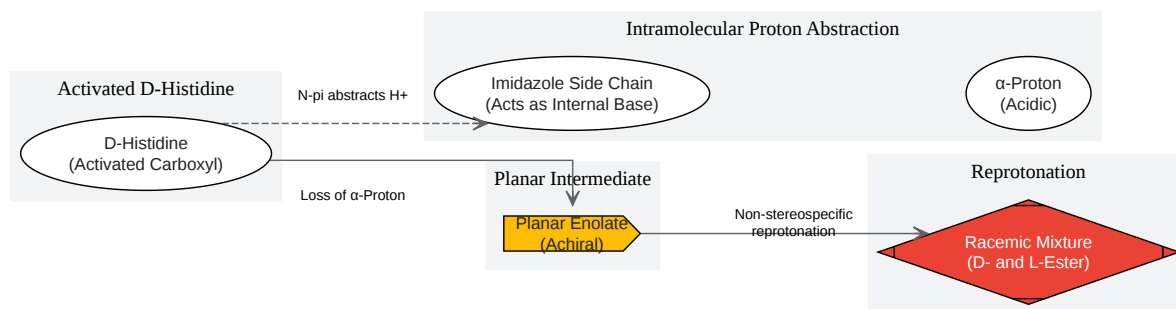 Intramolecular Proton Abstraction
Imidazole Side Chain
(Acts as Internal Base)
α-Proton
(Acidic)
Activated D-Histidine
N-pi abstracts H+
D-Histidine
(Activated Carboxyl)
Loss of α-Proton
Planar Intermediate
Planar Enolate
(Achiral)
Non-stereospecific
reprotonation
Reprotonation
Racemic Mixture
(D- and L-Ester)